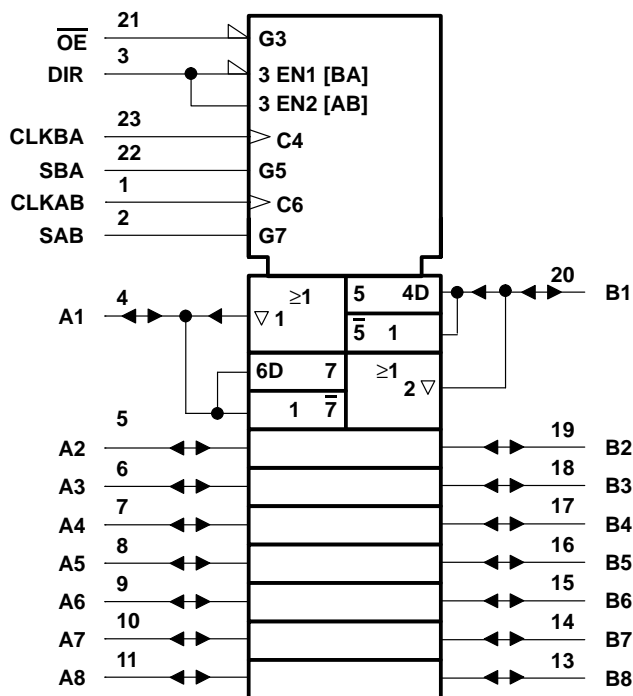 21
O̅E̅ G3
3
DIR 3 EN1 [BA]
3 EN2 [AB]
23
CLKBA C4
22
SBA G5
1
CLKAB C6
2
SAB G7
4 ≥1 5 4D 20
A1 ▽ 1 5̅ 1 B1
6D 7 ≥1
2 ▽
1 7̅
5 19
A2 B2
6 18
A3 B3
7 17
A4 B4
8 16
A5 B5
9 15
A6 B6
10 14
A7 B7
11 13
A8 B8